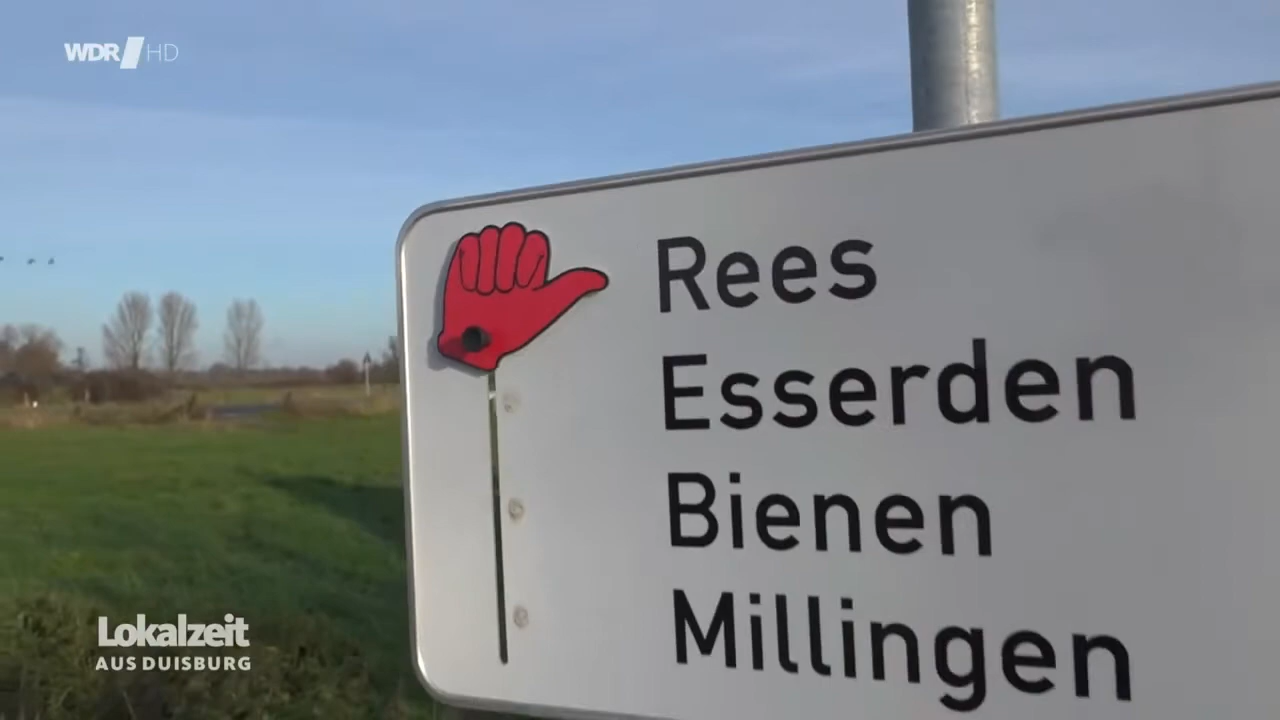 WDR HD
Rees
Esserden
Bienen
Millingen
Lokalzeit
AUS DUISBURG